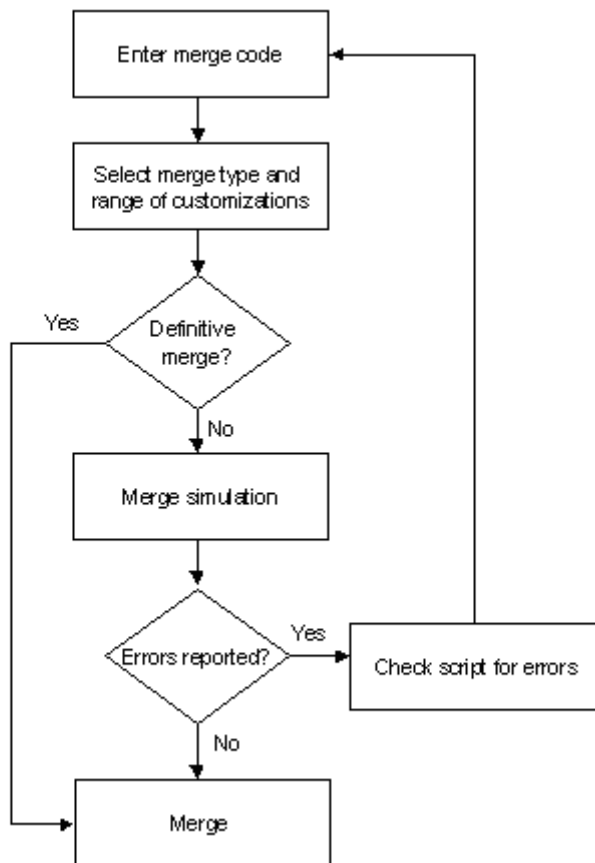 Enter merge code
Select merge type and
range of customizations
Yes
Definitive
merge?
No
Merge simulation
Errors reported?
Yes
Check script for errors
No
Merge